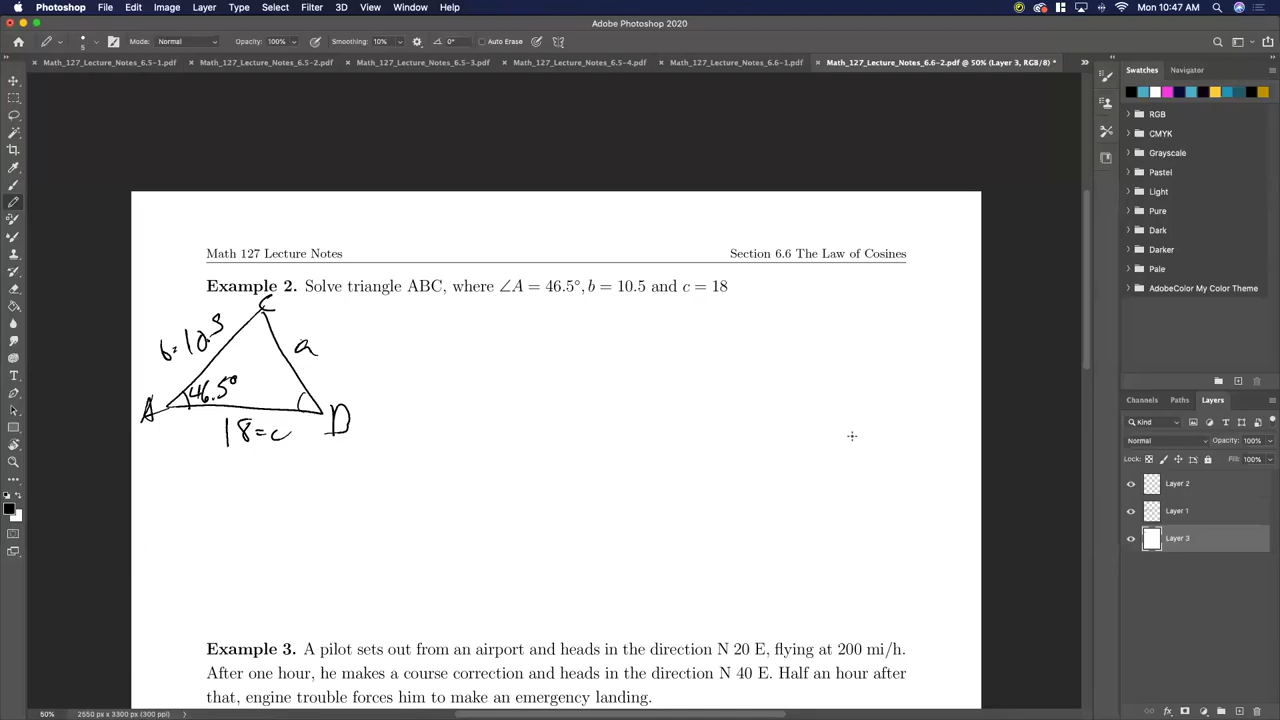 Photoshop File Edit Image Layer Type Select Filter 3D View Window Help Mon 10:47 AM
Adobe Photoshop 2020
5 Mode: Normal Opacity: 100% Smoothing: 10% 0° Auto Erase
Math_127_Lecture_Notes_6.5-1.pdf Math_127_Lecture_Notes_6.5-2.pdf Math_127_Lecture_Notes_6.5-3.pdf Math_127_Lecture_Notes_6.5-4.pdf Math_127_Lecture_Notes_6.6-1.pdf Math_127_Lecture_Notes_6.6-2.pdf @ 50% (Layer 3, RGB/8) *
Swatches Navigator
RGB
CMYK
Grayscale
Pastel
Light
Pure
Dark
Darker
Pale
AdobeColor My Color Theme
Math 127 Lecture Notes Section 6.6 The Law of Cosines
Example 2. Solve triangle ABC, where ∠A = 46.5°, b = 10.5 and c = 18
C
b=10.5
a
46.5°
A
D
18=c
Example 3. A pilot sets out from an airport and heads in the direction N 20 E, flying at 200 mi/h.
After one hour, he makes a course correction and heads in the direction N 40 E. Half an hour after
that, engine trouble forces him to make an emergency landing.
Channels Paths Layers
Kind
Normal Opacity: 100%
Lock: Fill: 100%
Layer 2
Layer 1
Layer 3
50% 2550 px x 3300 px (300 ppi)